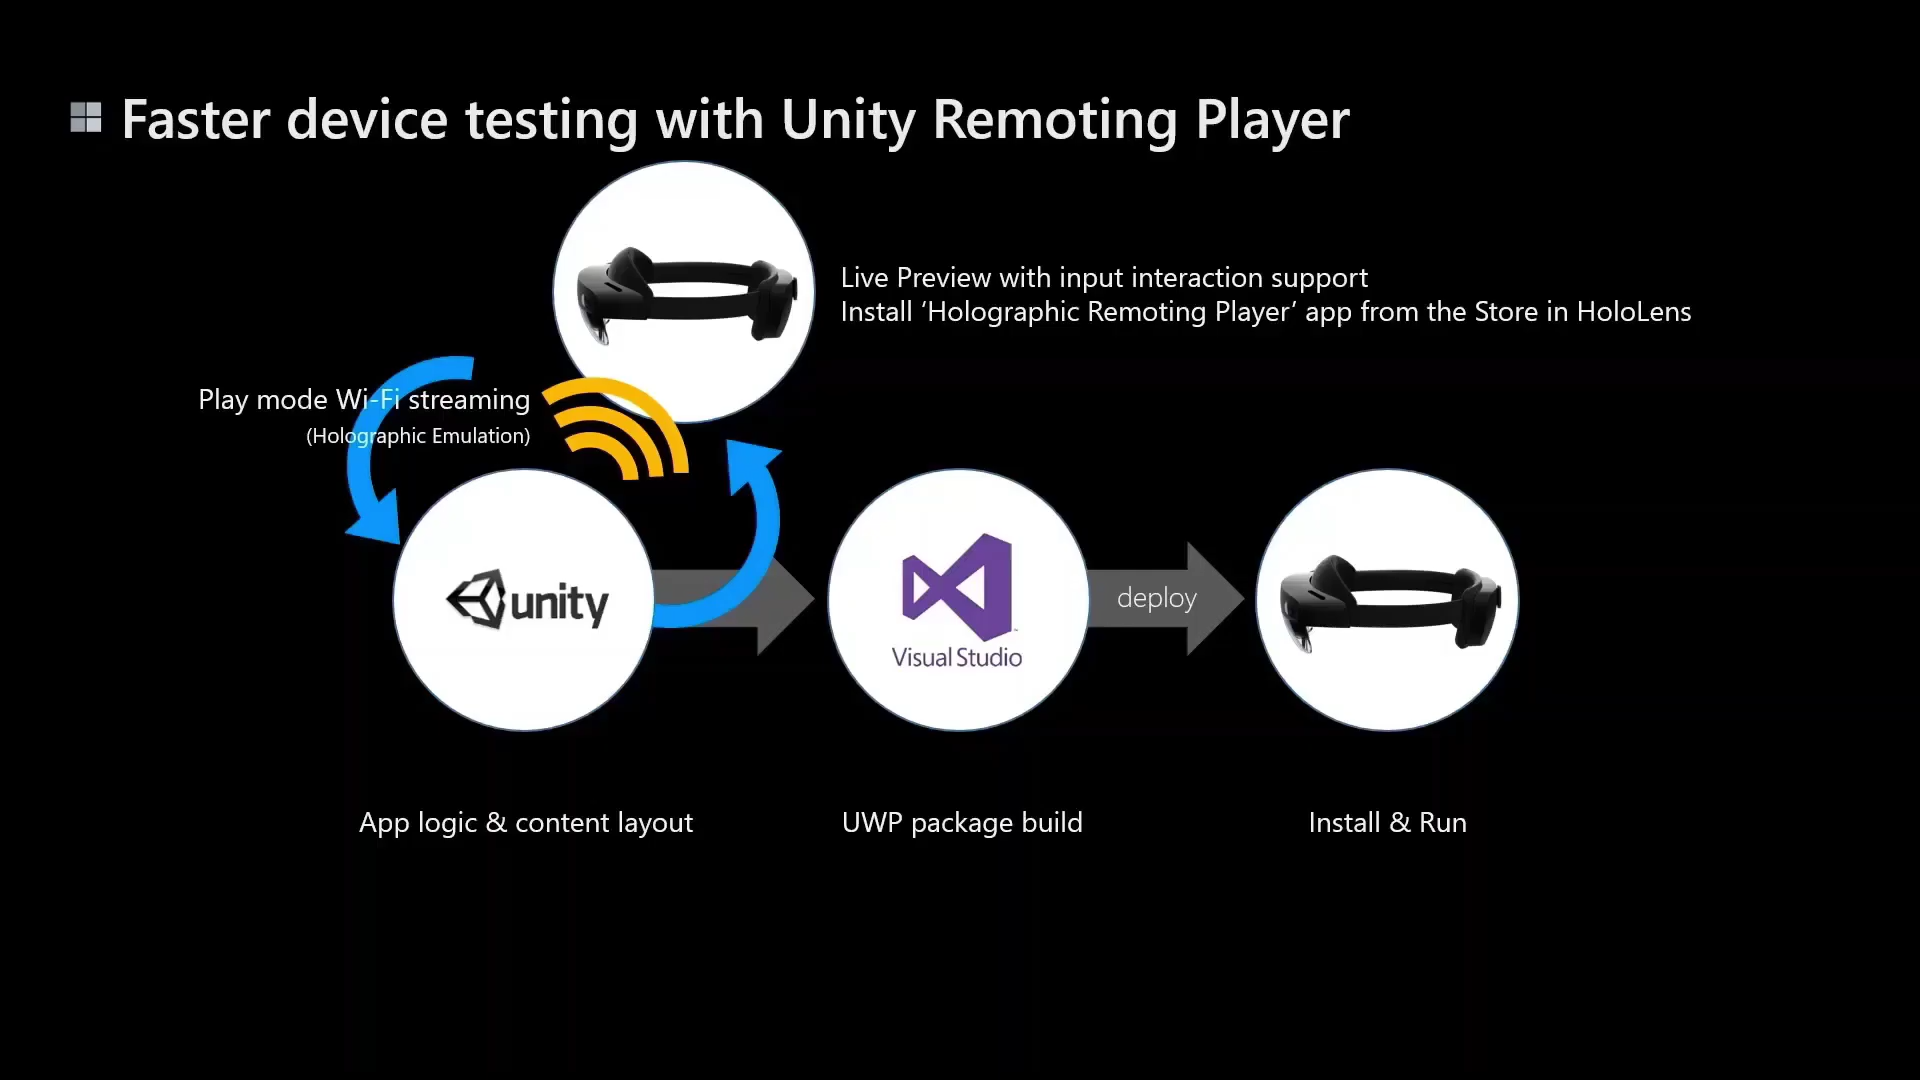 Faster device testing with Unity Remoting Player
Live Preview with input interaction support
Install ‘Holographic Remoting Player’ app from the Store in HoloLens
Play mode Wi-Fi streaming
(Holographic Emulation)
unity
Visual Studio
deploy
App logic & content layout
UWP package build
Install & Run